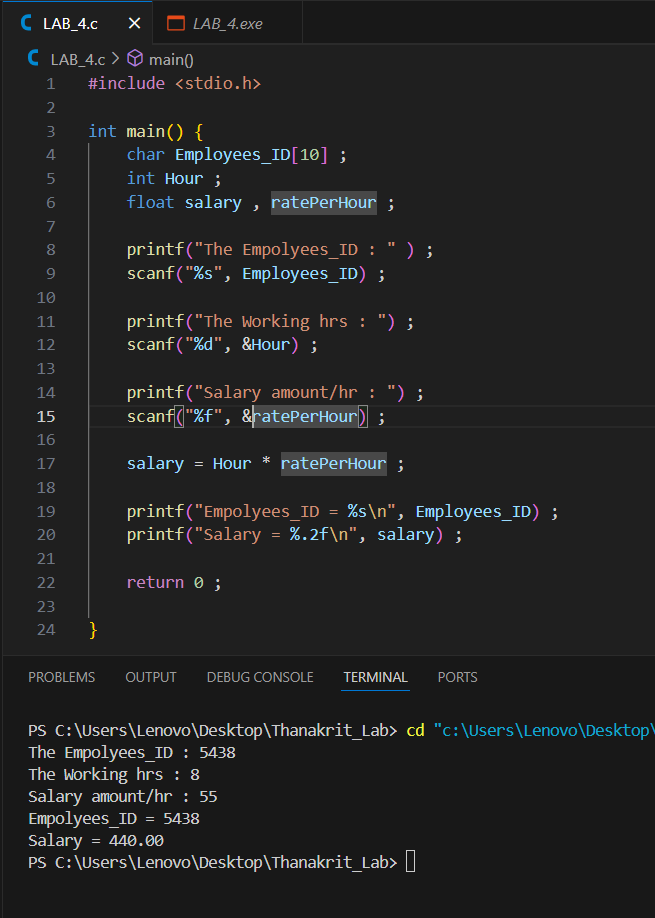 LAB_4.c × LAB_4.exe
LAB_4.c > main()
1 #include <stdio.h>
2
3 int main() {
4 char Employees_ID[10] ;
5 int Hour ;
6 float salary , ratePerHour ;
7
8 printf("The Empolyees_ID : " ) ;
9 scanf("%s", Employees_ID) ;
10
11 printf("The Working hrs : ") ;
12 scanf("%d", &Hour) ;
13
14 printf("Salary amount/hr : ") ;
15 scanf("%f", &ratePerHour) ;
16
17 salary = Hour * ratePerHour ;
18
19 printf("Empolyees_ID = %s\n", Employees_ID) ;
20 printf("Salary = %.2f\n", salary) ;
21
22 return 0 ;
23
24 }
PROBLEMS OUTPUT DEBUG CONSOLE TERMINAL PORTS
PS C:\Users\Lenovo\Desktop\Thanakrit_Lab> cd "c:\Users\Lenovo\Desktop\
The Empolyees_ID : 5438
The Working hrs : 8
Salary amount/hr : 55
Empolyees_ID = 5438
Salary = 440.00
PS C:\Users\Lenovo\Desktop\Thanakrit_Lab>